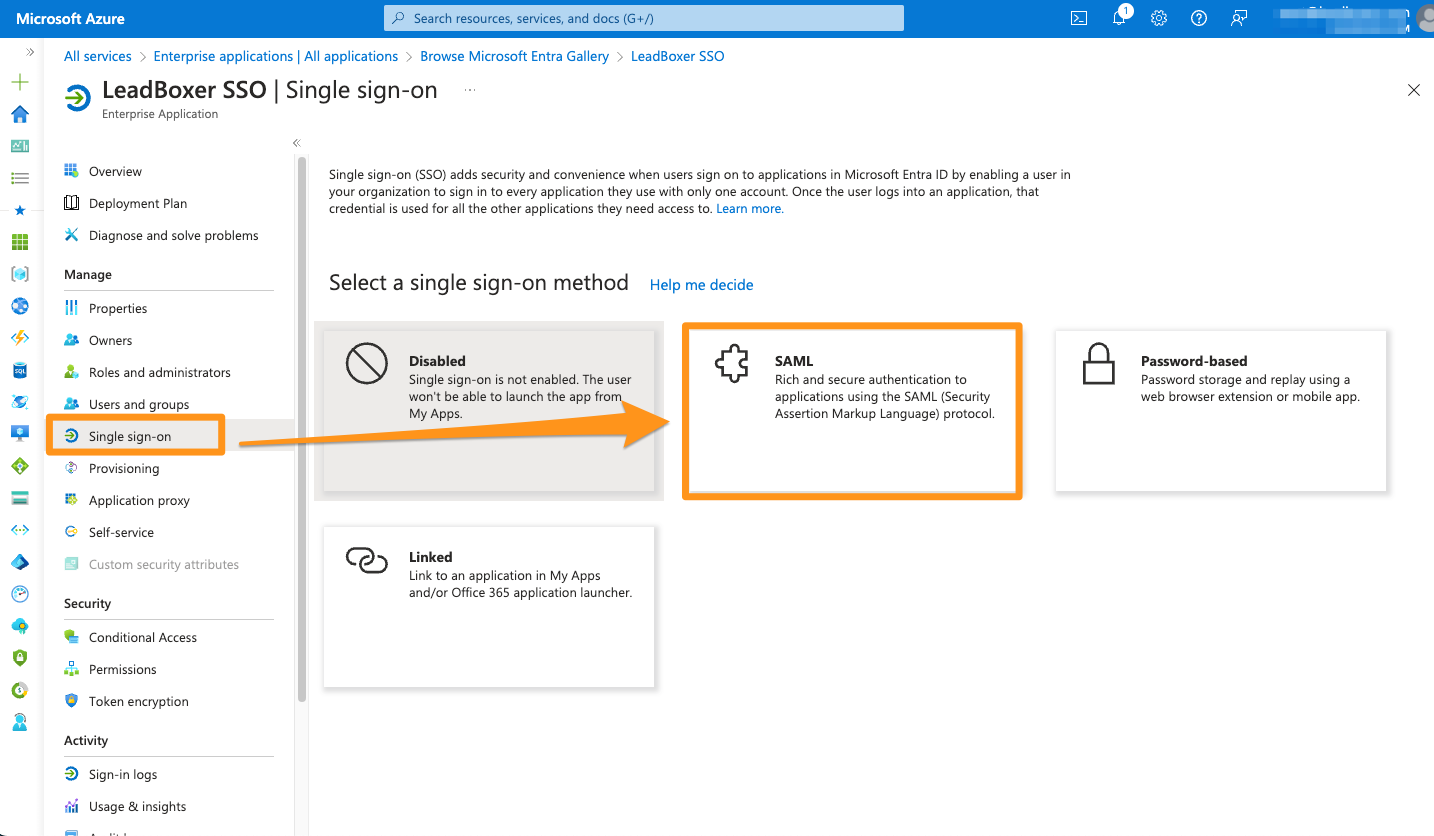 Microsoft Azure
Search resources, services, and docs (G+/)
1
All services > Enterprise applications | All applications > Browse Microsoft Entra Gallery > LeadBoxer SSO
LeadBoxer SSO | Single sign-on ...
Enterprise Application
Overview
Deployment Plan
Diagnose and solve problems
Manage
Properties
Owners
Roles and administrators
Users and groups
Single sign-on
Provisioning
Application proxy
Self-service
Custom security attributes
Security
Conditional Access
Permissions
Token encryption
Activity
Sign-in logs
Usage & insights
Single sign-on (SSO) adds security and convenience when users sign on to applications in Microsoft Entra ID by enabling a user in
your organization to sign in to every application they use with only one account. Once the user logs into an application, that
credential is used for all the other applications they need access to. Learn more.
Select a single sign-on method Help me decide
Disabled
Single sign-on is not enabled. The user
won't be able to launch the app from
My Apps.
SAML
Rich and secure authentication to
applications using the SAML (Security
Assertion Markup Language) protocol.
Password-based
Password storage and replay using a
web browser extension or mobile app.
Linked
Link to an application in My Apps
and/or Office 365 application launcher.